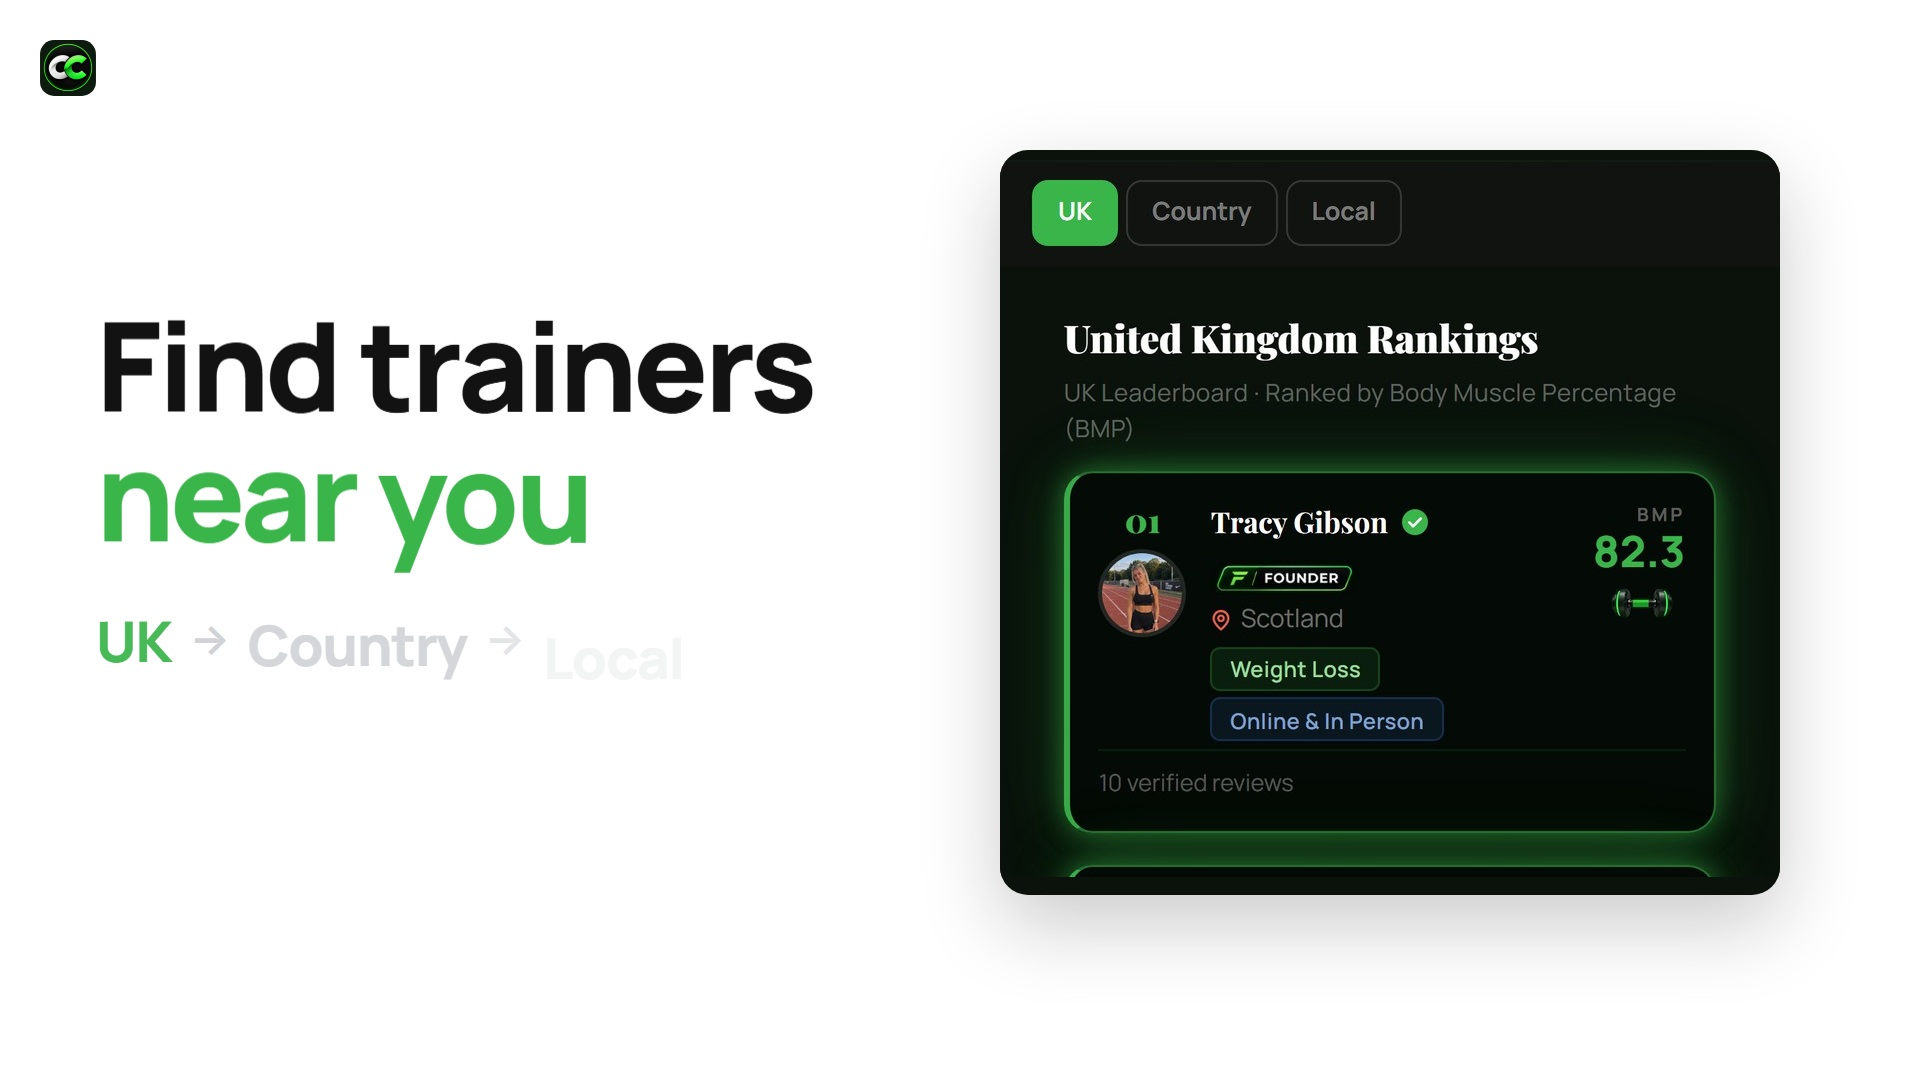 CC
Find trainers
near you
UK → Country → Local
UK Country Local
United Kingdom Rankings
UK Leaderboard · Ranked by Body Muscle Percentage
(BMP)
01
Tracy Gibson
BMP
82.3
F / FOUNDER
Scotland
Weight Loss
Online & In Person
10 verified reviews